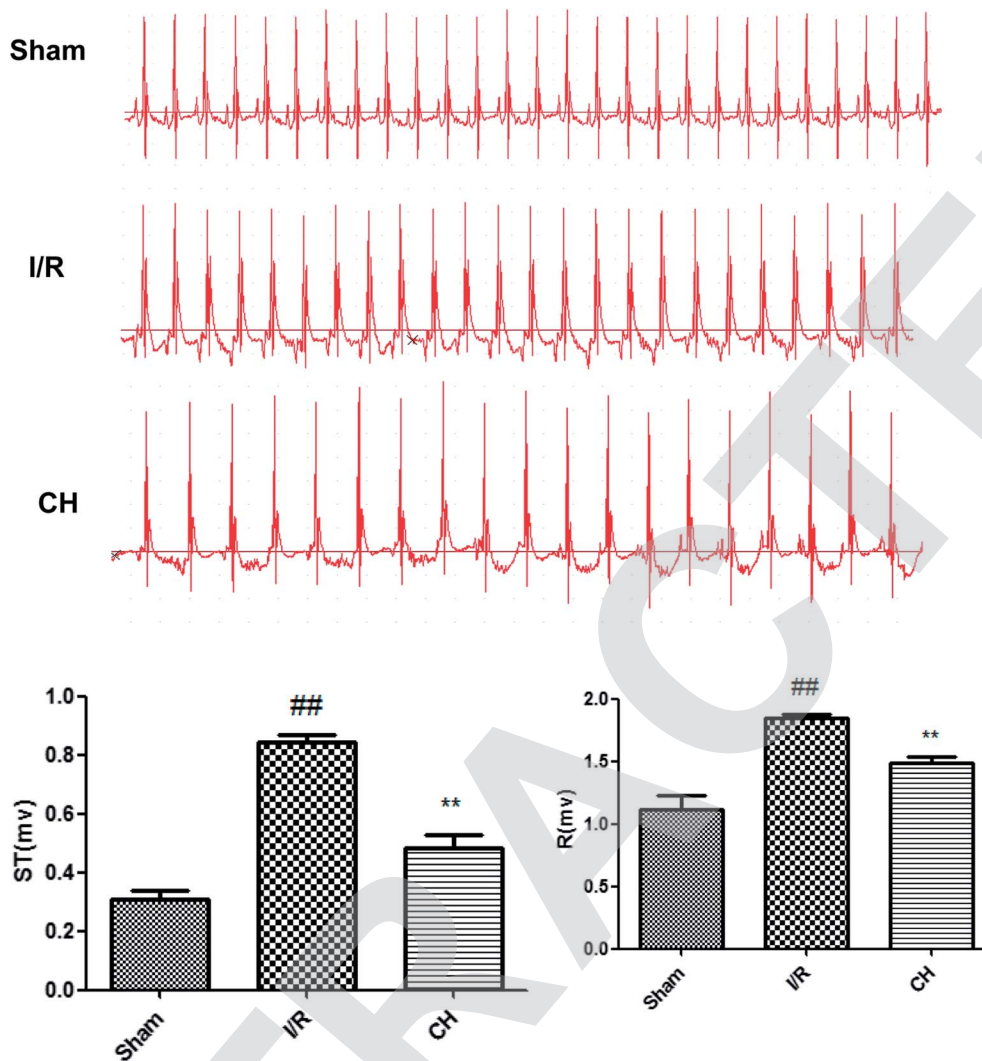 Sham
I/R
CH
ST(mv)
1.0
0.8
0.6
0.4
0.2
0.0
##
**
Sham
I/R
CH
R(mv)
2.0
1.5
1.0
0.5
0.0
##
**
Sham
I/R
CH
TRACTE